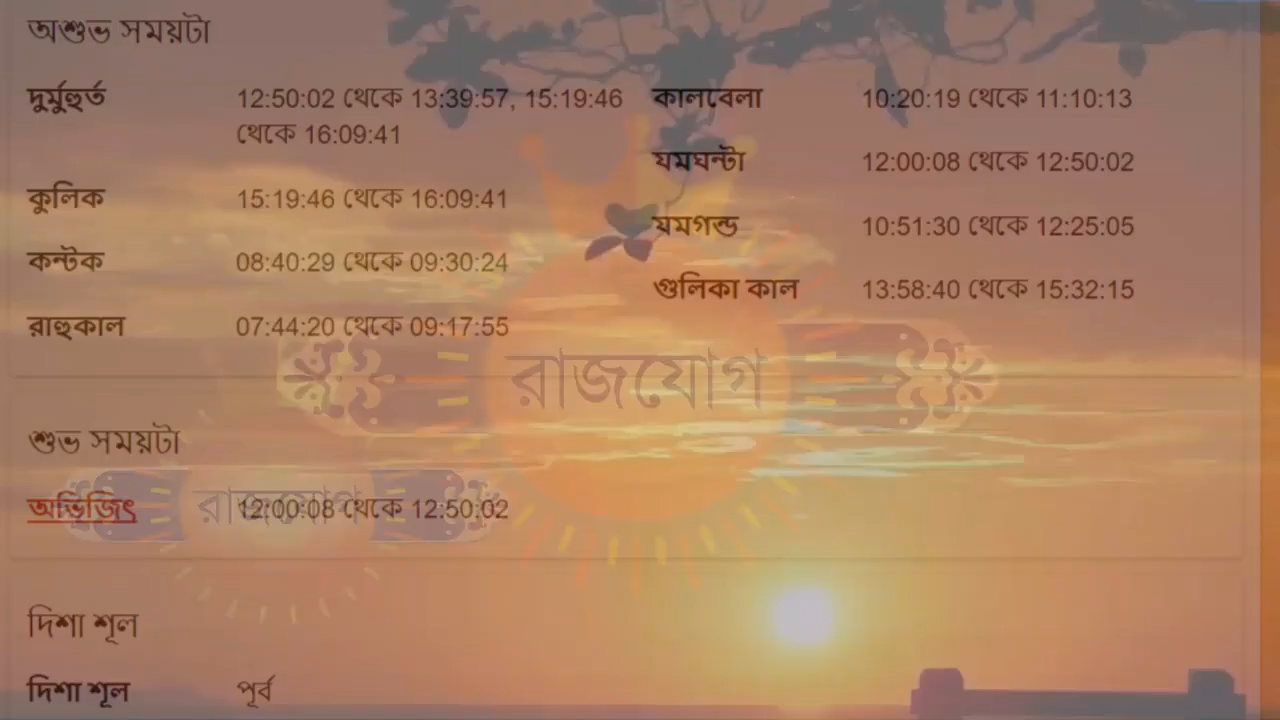 অশুভ সময়টা
দুর্মুহুর্ত 12:50:02 থেকে 13:39:57, 15:19:46
থেকে 16:09:41
কুলিক 15:19:46 থেকে 16:09:41
কন্টক 08:40:29 থেকে 09:30:24
রাহুকাল 07:44:20 থেকে 09:17:55
কালবেলা 10:20:19 থেকে 11:10:13
যমঘন্টা 12:00:08 থেকে 12:50:02
যমগন্ড 10:51:30 থেকে 12:25:05
গুলিকা কাল 13:58:40 থেকে 15:32:15
রাজযোগ
শুভ সময়টা
অভিজিৎ 12:00:08 থেকে 12:50:02
রাজযোগ
দিশা শূল
দিশা শূল পূর্ব